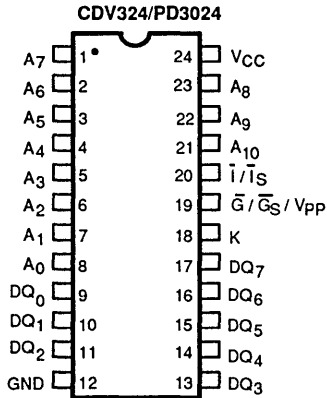 CDV324/PD3024
A7 1 24 VCC
A6 2 23 A8
A5 3 22 A9
A4 4 21 A10
A3 5 20 Ī/ĪS
A2 6 19 G̅/G̅S/VPP
A1 7 18 K
A0 8 17 DQ7
DQ0 9 16 DQ6
DQ1 10 15 DQ5
DQ2 11 14 DQ4
GND 12 13 DQ3